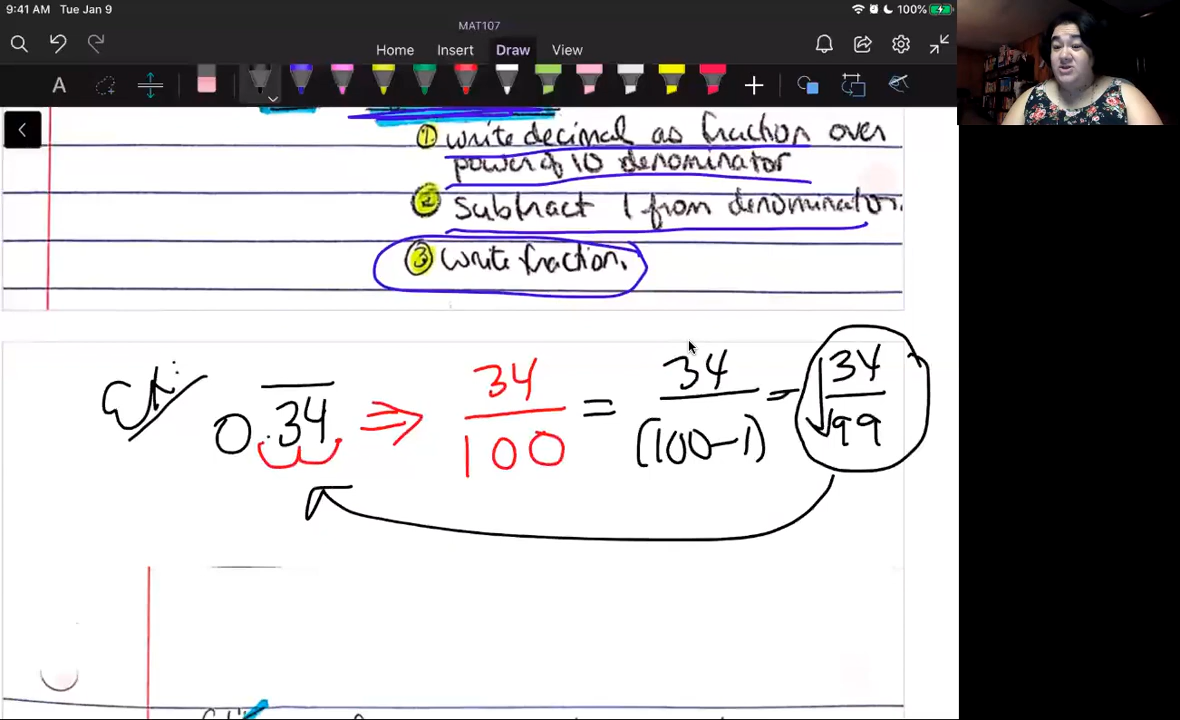 9:41 AM Tue Jan 9
100%
MAT107
Home Insert Draw View
① write decimal as fraction over
power of 10 denominator
② Subtract 1 from denominator.
③ write fraction.
Ex:
0.34 ⇒ 34/100 = 34/(100-1) = 34/99